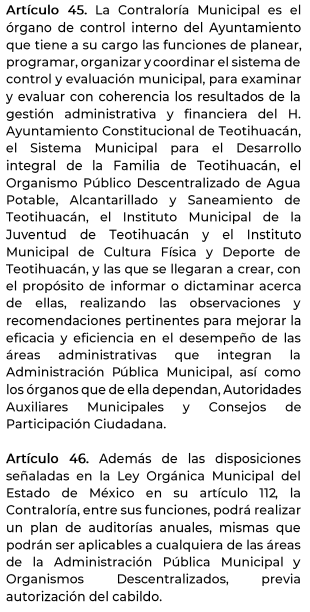 Artículo 45. La Contraloría Municipal es el
órgano de control interno del Ayuntamiento
que tiene a su cargo las funciones de planear,
programar, organizar y coordinar el sistema de
control y evaluación municipal, para examinar
y evaluar con coherencia los resultados de la
gestión administrativa y financiera del H.
Ayuntamiento Constitucional de Teotihuacán,
el Sistema Municipal para el Desarrollo
integral de la Familia de Teotihuacán, el
Organismo Público Descentralizado de Agua
Potable, Alcantarillado y Saneamiento de
Teotihuacán, el Instituto Municipal de la
Juventud de Teotihuacán y el Instituto
Municipal de Cultura Física y Deporte de
Teotihuacán, y las que se llegaran a crear, con
el propósito de informar o dictaminar acerca
de ellas, realizando las observaciones y
recomendaciones pertinentes para mejorar la
eficacia y eficiencia en el desempeño de las
áreas administrativas que integran la
Administración Pública Municipal, así como
los órganos que de ella dependan, Autoridades
Auxiliares Municipales y Consejos de
Participación Ciudadana.
Artículo 46. Además de las disposiciones
señaladas en la Ley Orgánica Municipal del
Estado de México en su artículo 112, la
Contraloría, entre sus funciones, podrá realizar
un plan de auditorías anuales, mismas que
podrán ser aplicables a cualquiera de las áreas
de la Administración Pública Municipal y
Organismos Descentralizados, previa
autorización del cabildo.